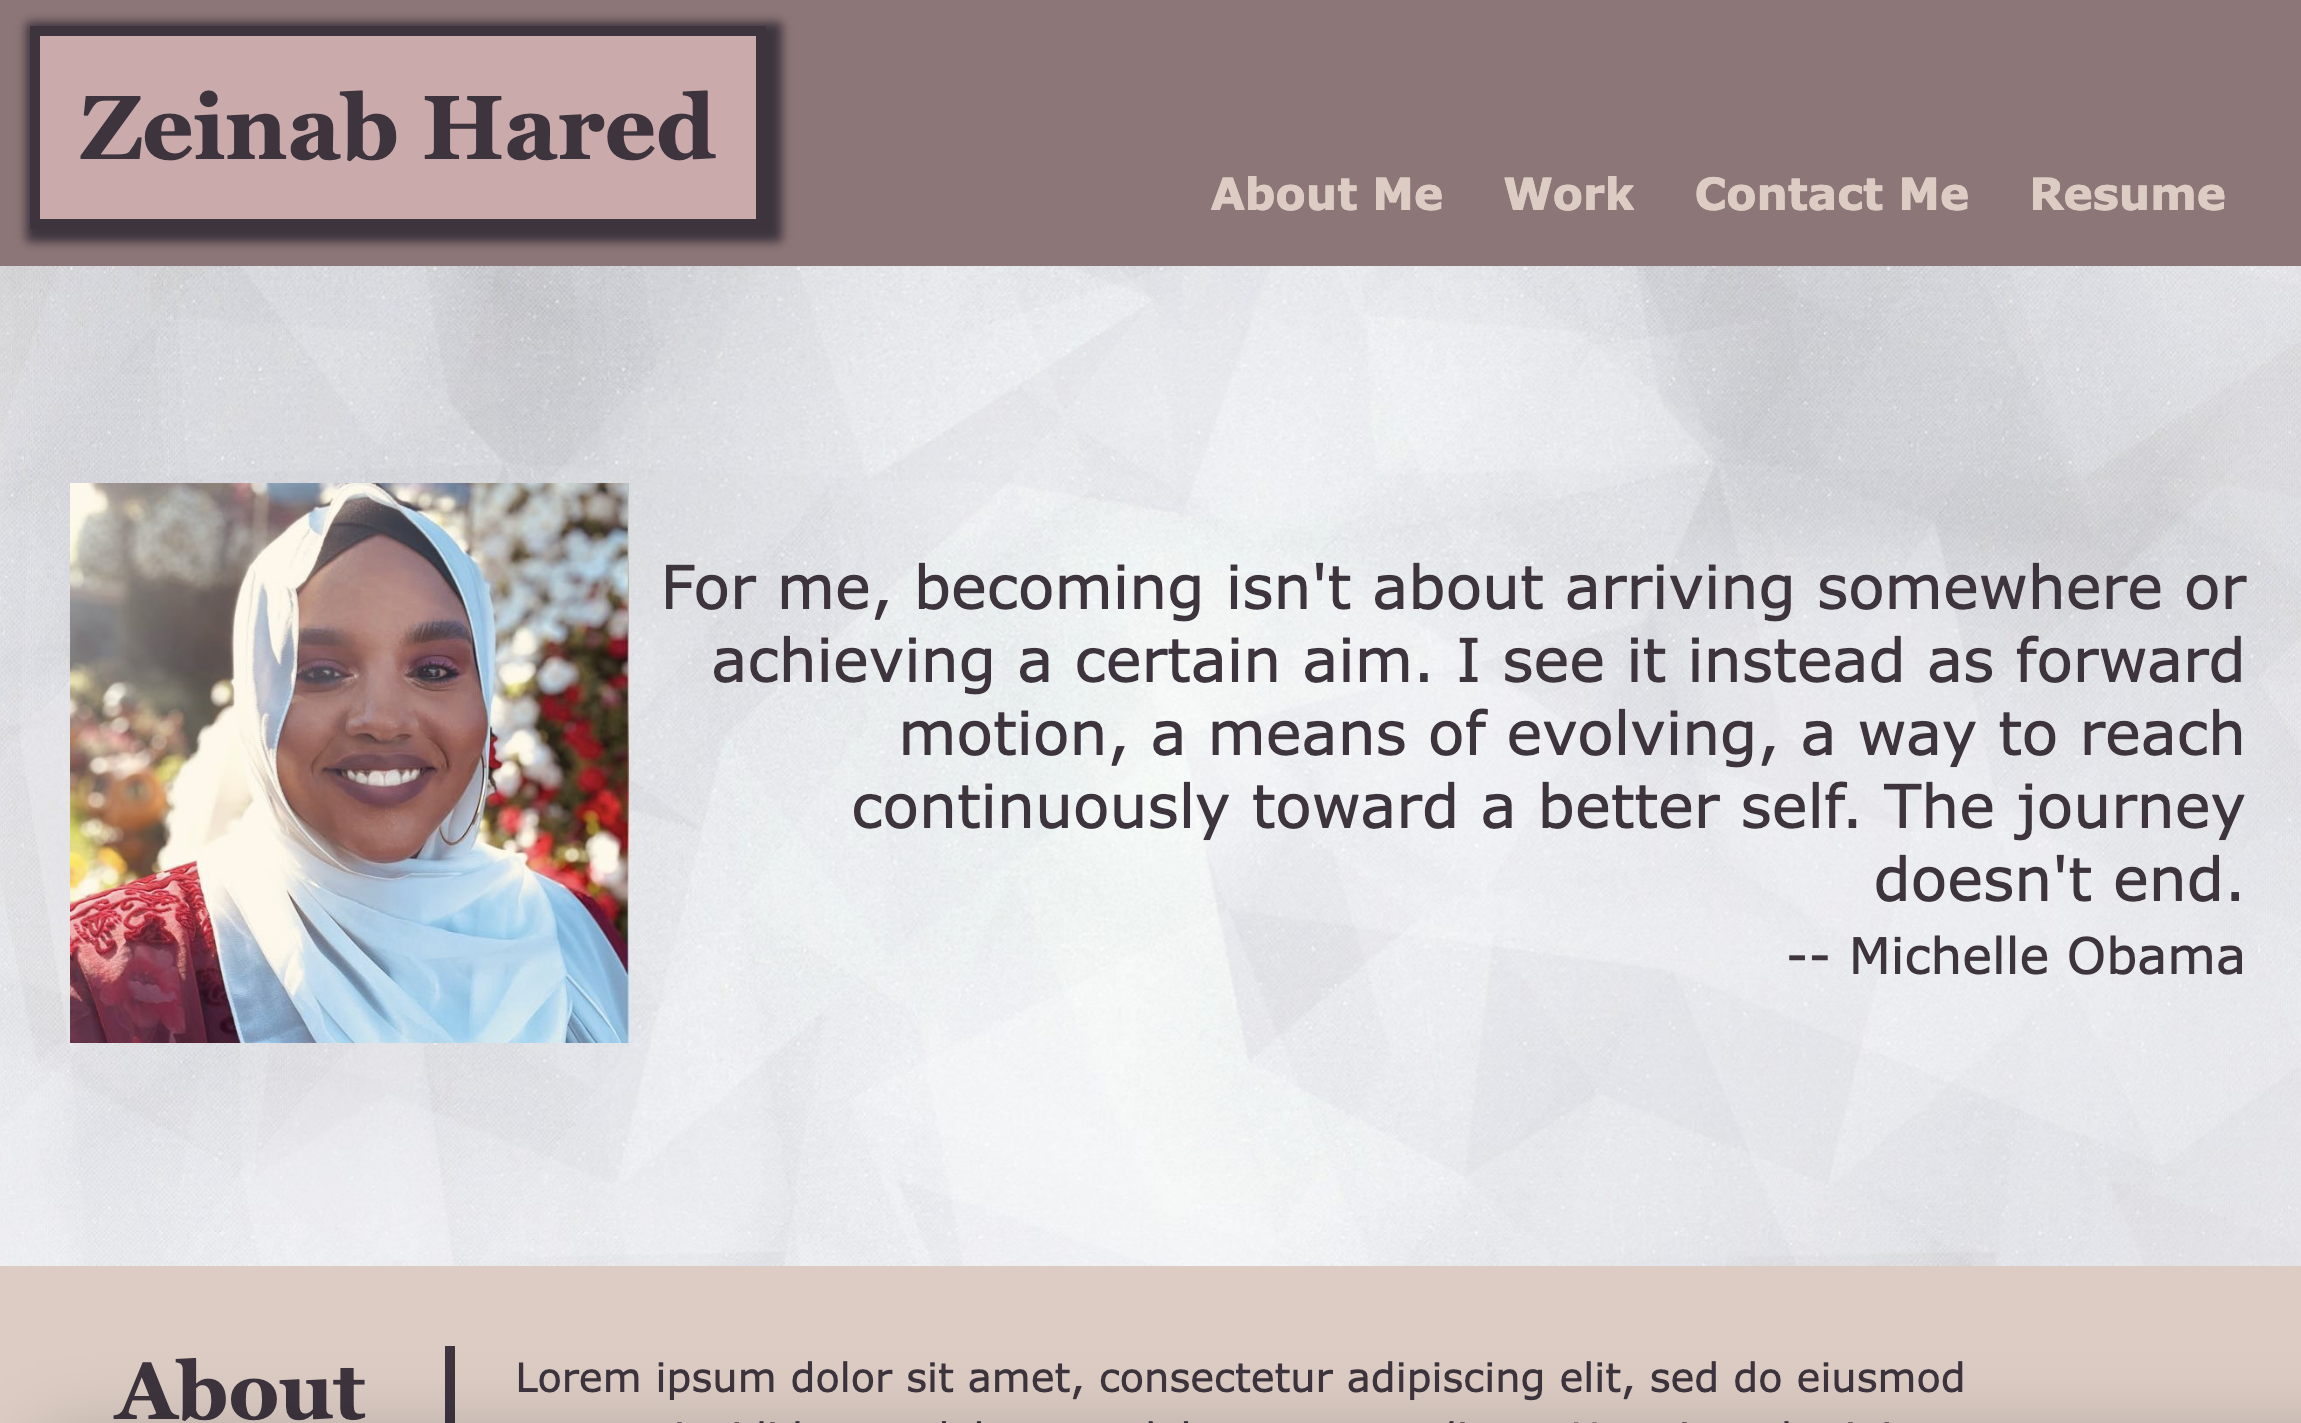 Zeinab Hared
About Me Work Contact Me Resume
For me, becoming isn't about arriving somewhere or
achieving a certain aim. I see it instead as forward
motion, a means of evolving, a way to reach
continuously toward a better self. The journey
doesn't end.
-- Michelle Obama
About
Lorem ipsum dolor sit amet, consectetur adipiscing elit, sed do eiusmod